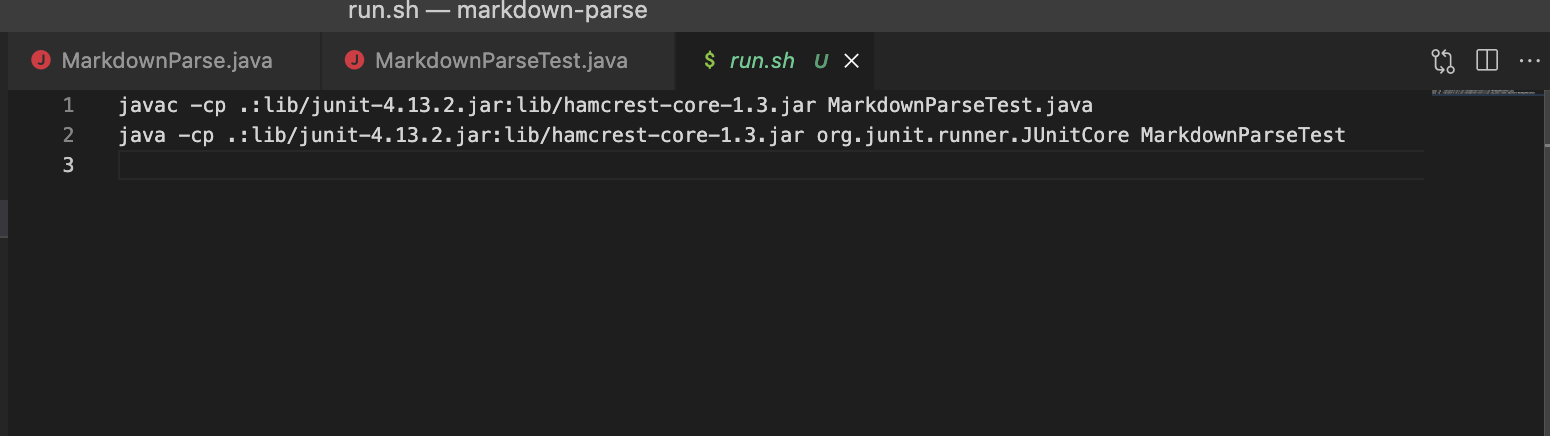 run.sh — markdown-parse
J MarkdownParse.java J MarkdownParseTest.java $ run.sh U
1 javac -cp .:lib/junit-4.13.2.jar:lib/hamcrest-core-1.3.jar MarkdownParseTest.java
2 java -cp .:lib/junit-4.13.2.jar:lib/hamcrest-core-1.3.jar org.junit.runner.JUnitCore MarkdownParseTest
3